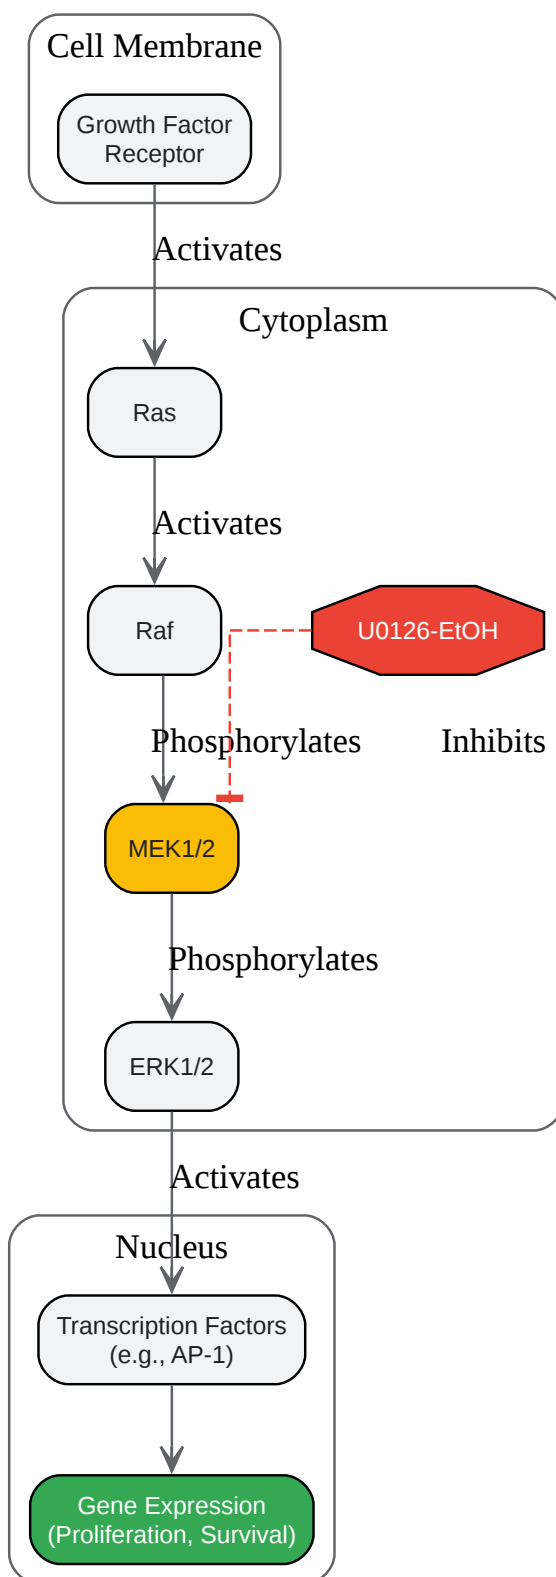 Cell Membrane
Growth Factor
Receptor
Activates
Cytoplasm
Ras
Activates
Raf
U0126-EtOH
Phosphorylates
Inhibits
MEK1/2
Phosphorylates
ERK1/2
Activates
Nucleus
Transcription Factors
(e.g., AP-1)
Gene Expression
(Proliferation, Survival)